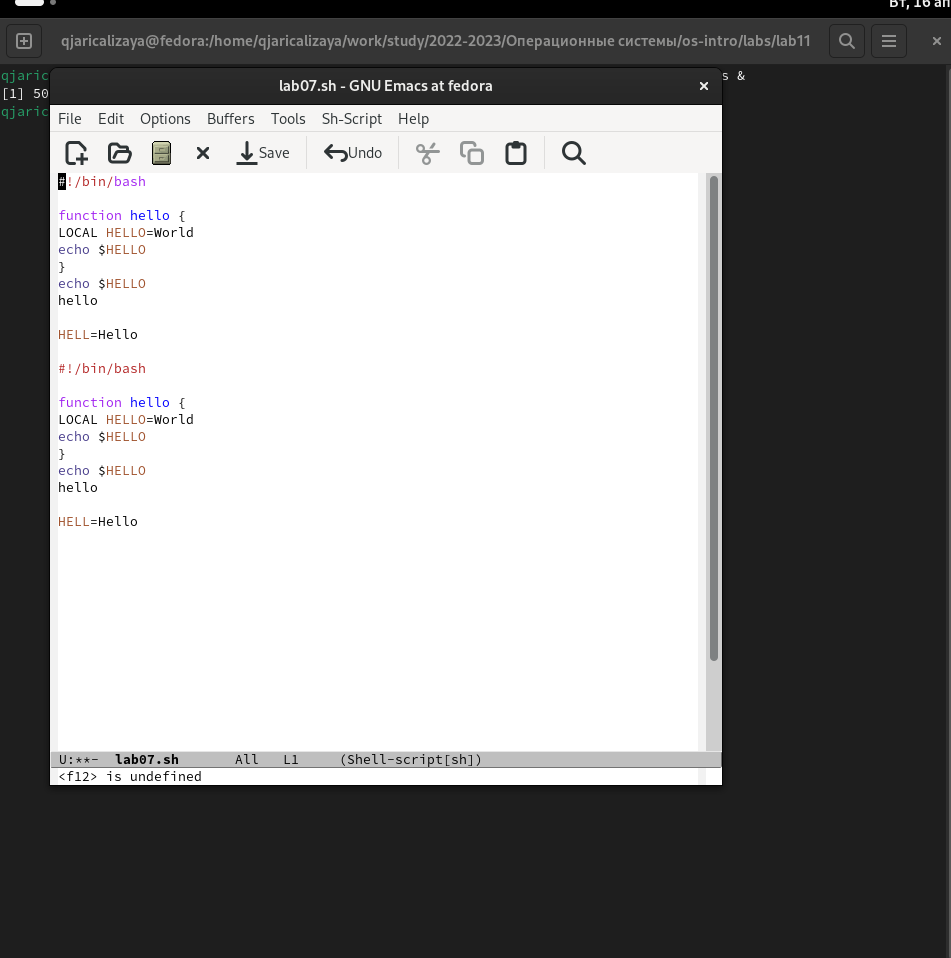 Вт, 16 ап
qjaricalizaya@fedora:/home/qjaricalizaya/work/study/2022-2023/Операционные системы/os-intro/labs/lab11
qjaric s &
[1] 50
qjaric
lab07.sh - GNU Emacs at fedora
File Edit Options Buffers Tools Sh-Script Help
Save Undo
#!/bin/bash
function hello {
LOCAL HELLO=World
echo $HELLO
}
echo $HELLO
hello
HELL=Hello
#!/bin/bash
function hello {
LOCAL HELLO=World
echo $HELLO
}
echo $HELLO
hello
HELL=Hello
U:**- lab07.sh All L1 (Shell-script[sh])
<f12> is undefined